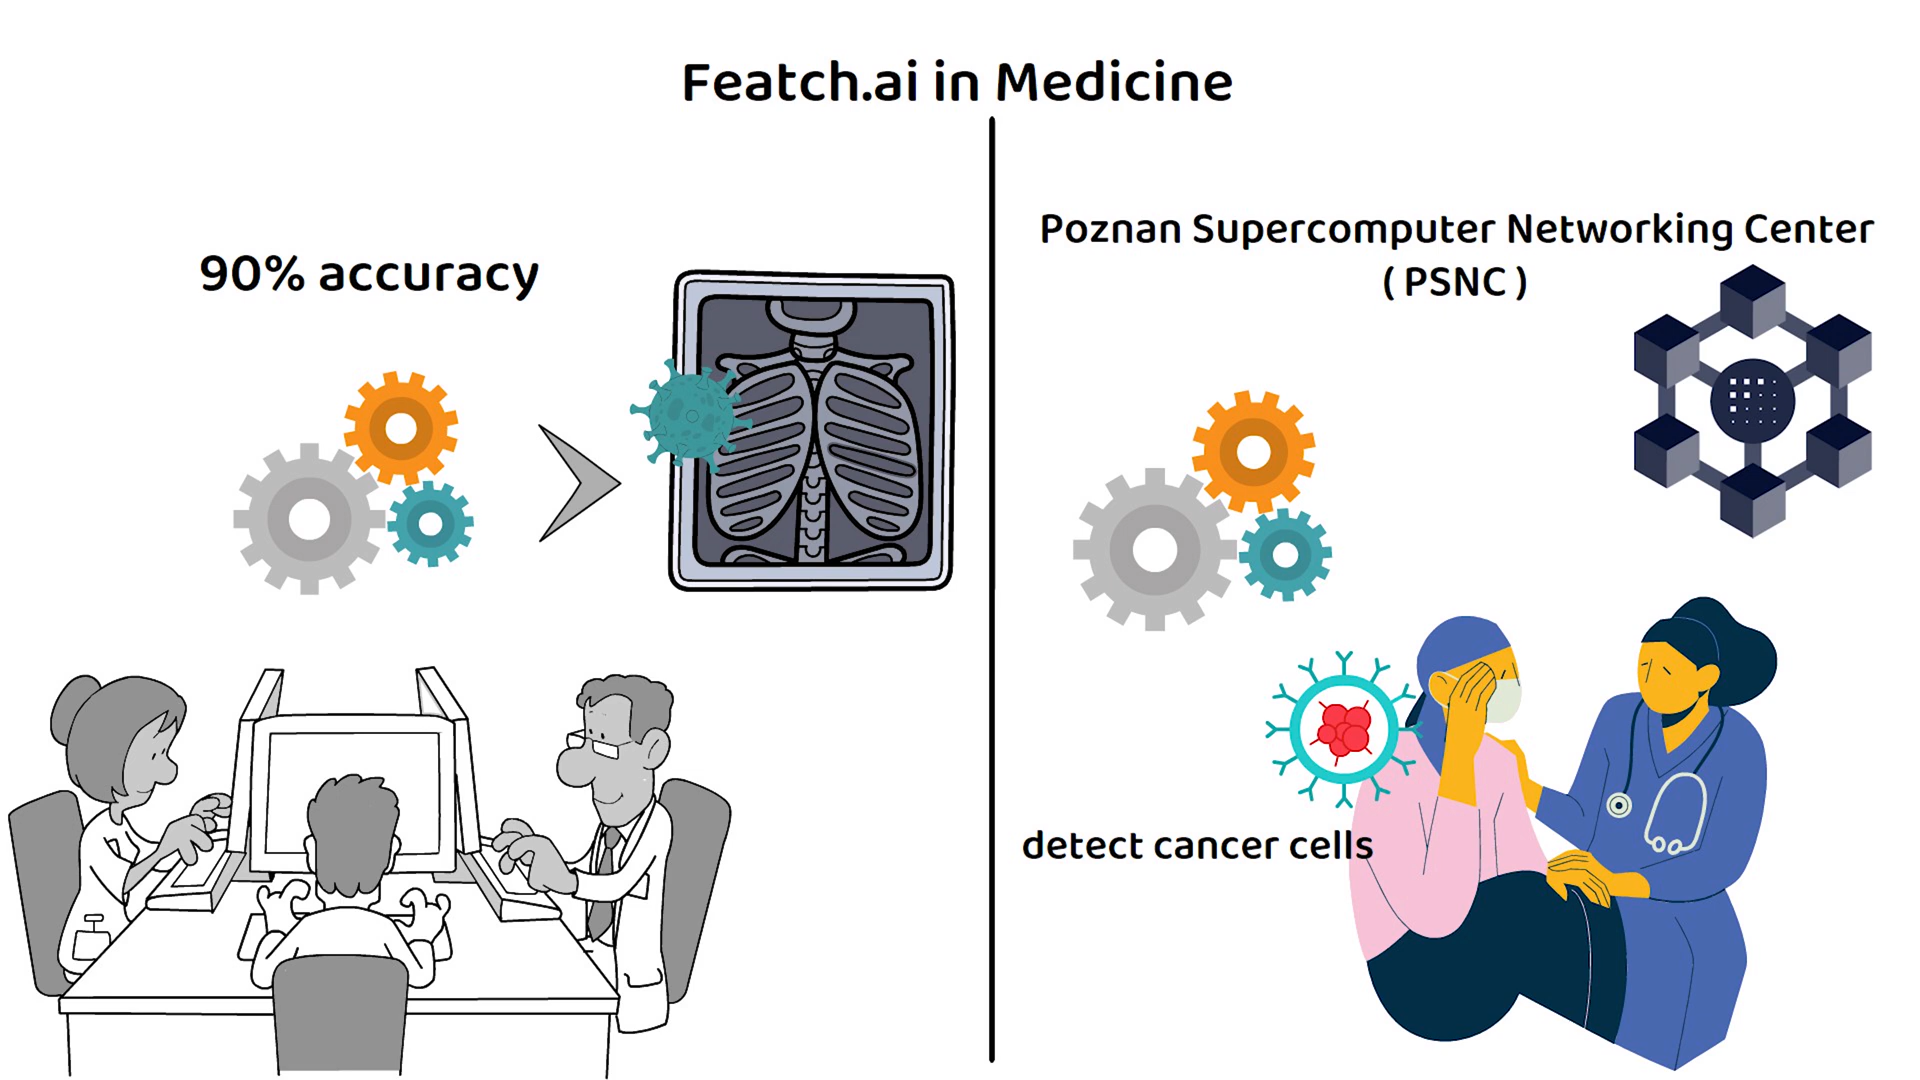 Featch.ai in Medicine
90% accuracy
Poznan Supercomputer Networking Center
( PSNC )
detect cancer cells